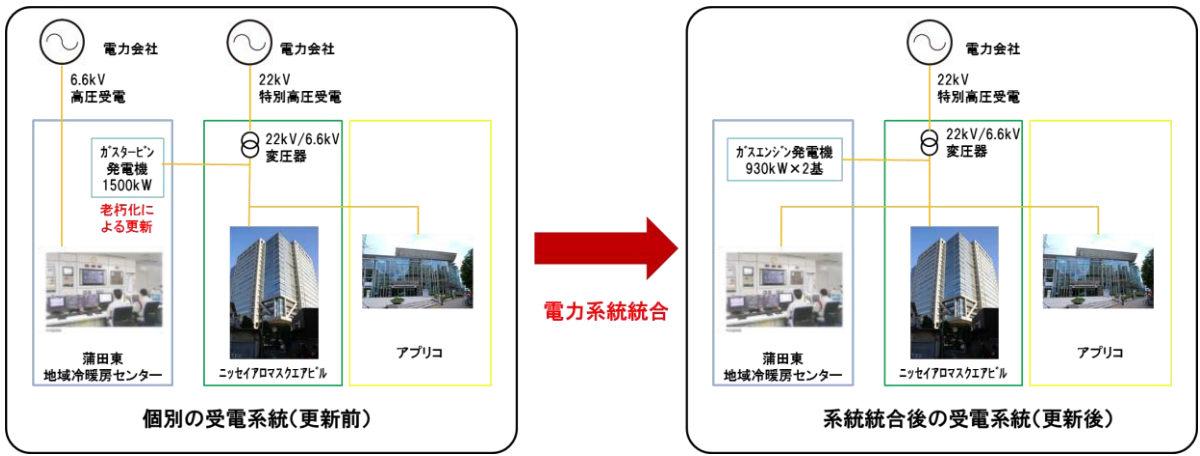 電力会社
6.6kV
高圧受電
電力会社
22kV
特別高圧受電
22kV/6.6kV
変圧器
ｶﾞｽﾀｰﾋﾞﾝ
発電機
1500kW
老朽化に
よる更新
蒲田東
地域冷暖房センター
ﾆｯｾｲｱﾛﾏｽｸｴｱﾋﾞﾙ
アプリコ
個別の受電系統(更新前)
電力系統統合
電力会社
22kV
特別高圧受電
22kV/6.6kV
変圧器
ｶﾞｽｴﾝｼﾞﾝ発電機
930kW×2基
蒲田東
地域冷暖房センター
ﾆｯｾｲｱﾛﾏｽｸｴｱﾋﾞﾙ
アプリコ
系統統合後の受電系統(更新後)